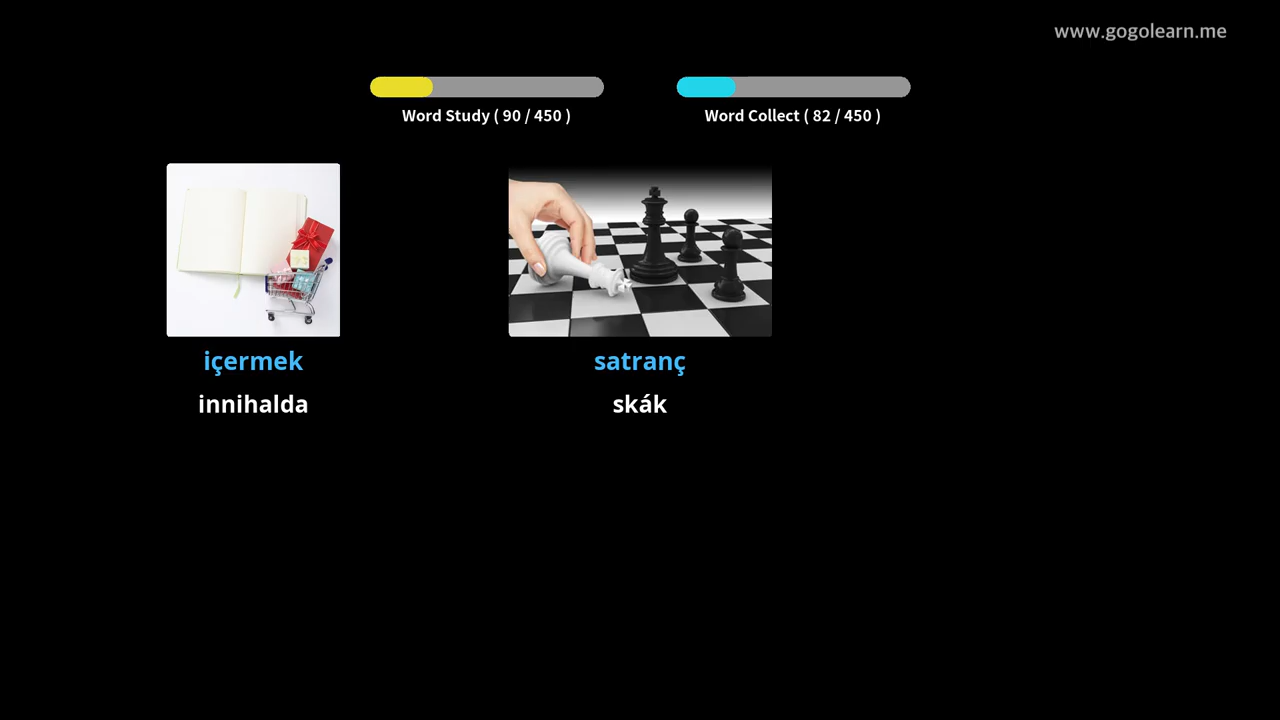 www.gogolearn.me
Word Study ( 90 / 450 )
Word Collect ( 82 / 450 )
içermek
innihalda
satranç
skák